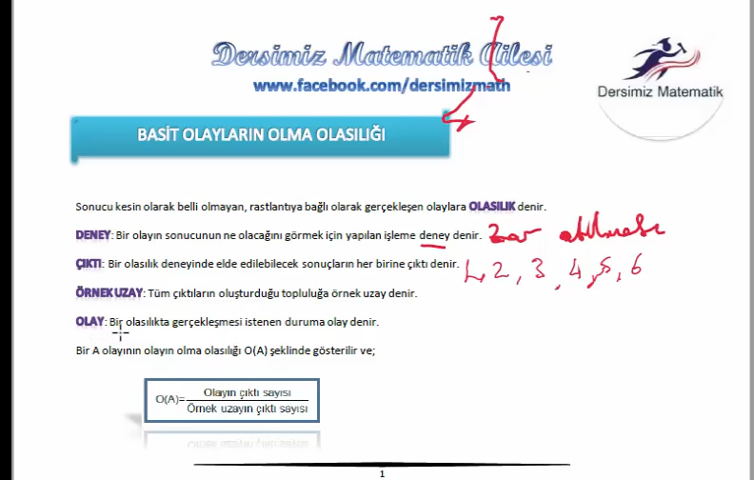 Dersimiz Matematik Ailesi
www.facebook.com/dersimizmath
Dersimiz Matematik
BASİT OLAYLARIN OLMA OLASILIĞI
Sonucu kesin olarak belli olmayan, rastlantıya bağlı olarak gerçekleşen olaylara OLASILIK denir.
DENEY: Bir olayın sonucunun ne olacağını görmek için yapılan işleme deney denir. Zar atılması
ÇIKTI: Bir olasılık deneyinde elde edilebilecek sonuçların her birine çıktı denir. 1, 2, 3, 4, 5, 6
ÖRNEK UZAY: Tüm çıktıların oluşturduğu topluluğa örnek uzay denir.
OLAY: Bir olasılıkta gerçekleşmesi istenen duruma olay denir.
Bir A olayının olayın olma olasılığı O(A) şeklinde gösterilir ve;
O(A)= Olayın çıktı sayısı
Örnek uzayın çıktı sayısı
1